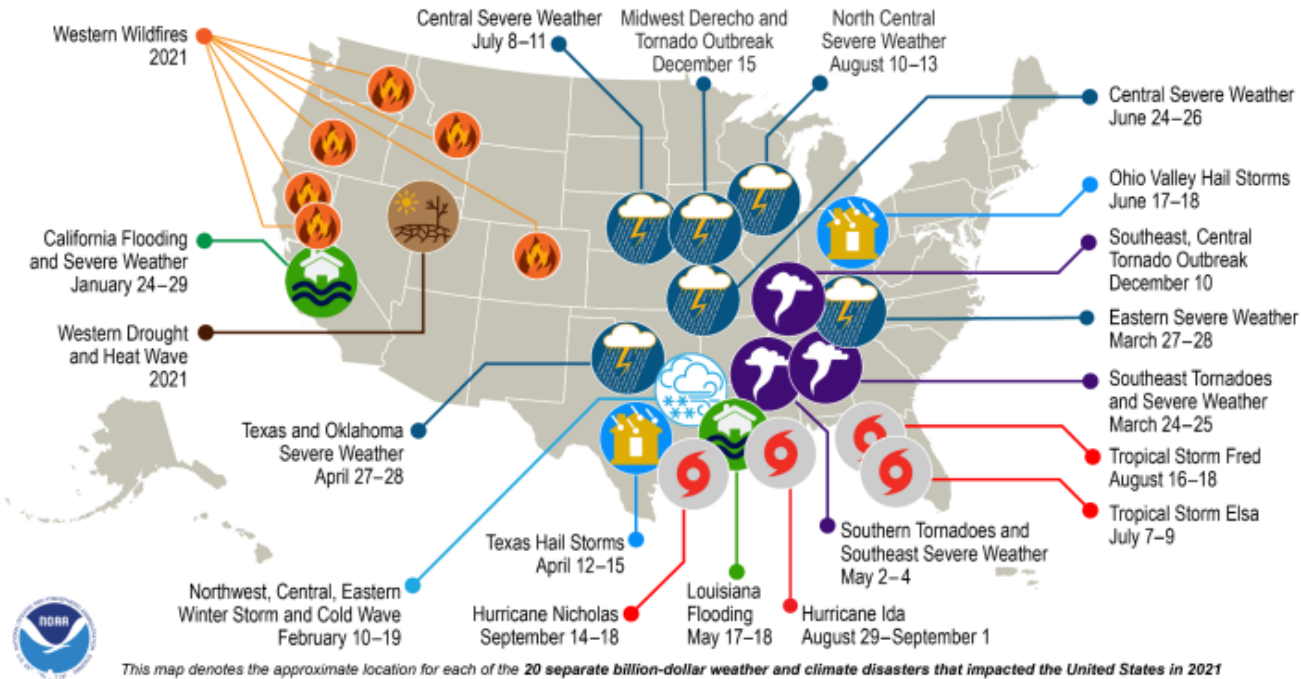 Western Wildfires
2021
Central Severe Weather
July 8–11
Midwest Derecho and
Tornado Outbreak
December 15
North Central
Severe Weather
August 10–13
Central Severe Weather
June 24–26
Ohio Valley Hail Storms
June 17–18
California Flooding
and Severe Weather
January 24–29
Southeast, Central
Tornado Outbreak
December 10
Western Drought
and Heat Wave
2021
Eastern Severe Weather
March 27–28
Southeast Tornadoes
and Severe Weather
March 24–25
Texas and Oklahoma
Severe Weather
April 27–28
Tropical Storm Fred
August 16–18
Tropical Storm Elsa
July 7–9
Texas Hail Storms
April 12–15
Southern Tornadoes and
Southeast Severe Weather
May 2–4
Northwest, Central, Eastern
Winter Storm and Cold Wave
February 10–19
Hurricane Nicholas
September 14–18
Louisiana
Flooding
May 17–18
Hurricane Ida
August 29–September 1
NOAA
This map denotes the approximate location for each of the 20 separate billion-dollar weather and climate disasters that impacted the United States in 2021